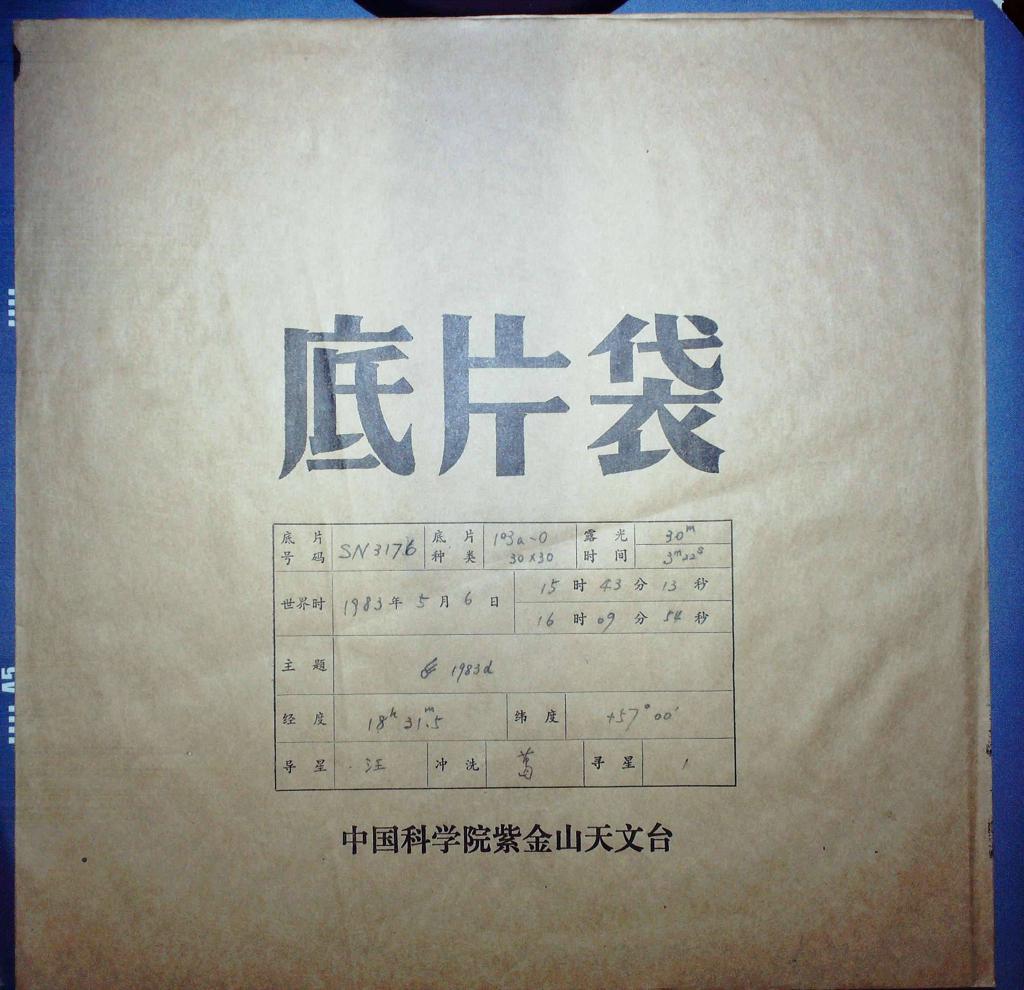 底片袋
底片号码 SN3176 底片种类 103a-O 30×30 露光时间 30ᵐ 3ᵐ22ˢ
世界时 1983年5月6日 15时43分13秒
16时09分54秒
主题 1983d
经度 18ʰ31ᵐ.5 纬度 +57°00′
导星 汪 冲洗 葛 寻星 1
中国科学院紫金山天文台